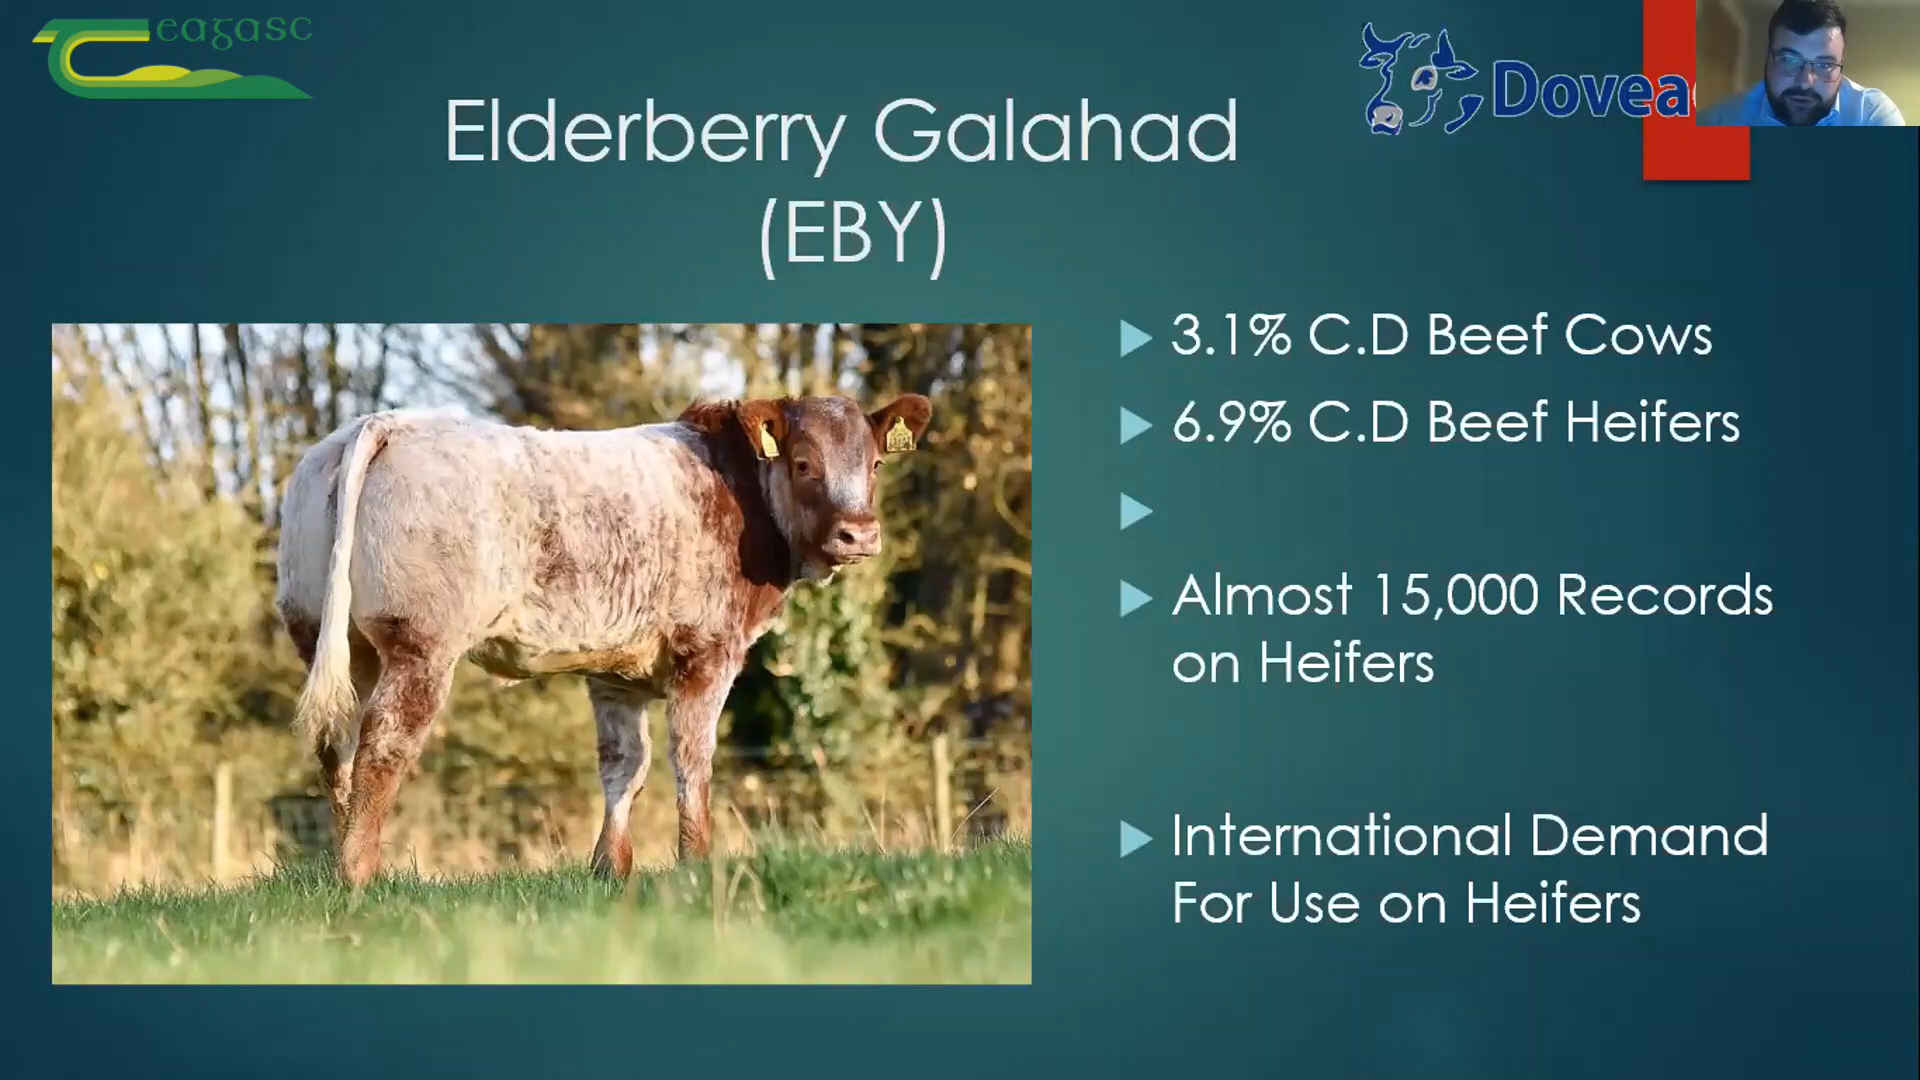 Teagasc
Dovea
Elderberry Galahad
(EBY)
3.1% C.D Beef Cows
6.9% C.D Beef Heifers
Almost 15,000 Records
on Heifers
International Demand
For Use on Heifers